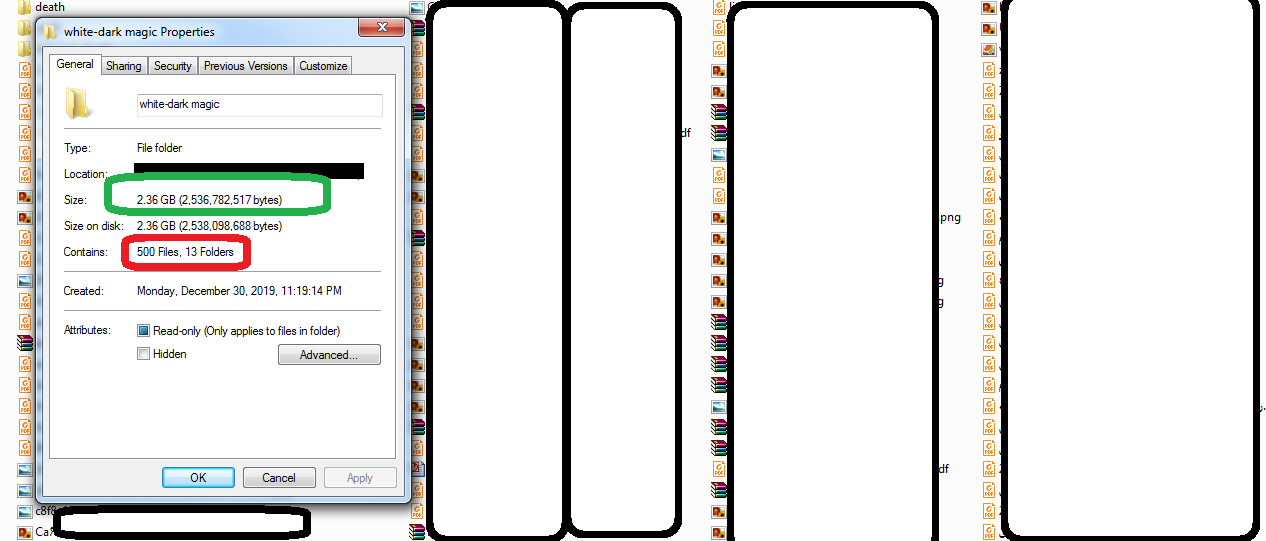 death
white-dark magic Properties
General Sharing Security Previous Versions Customize
white-dark magic
Type: File folder
Location:
Size: 2.36 GB (2,536,782,517 bytes)
Size on disk: 2.36 GB (2,538,098,688 bytes)
Contains: 500 Files, 13 Folders
Created: Monday, December 30, 2019, 11:19:14 PM
Attributes: Read-only (Only applies to files in folder)
Hidden
Advanced...
OK Cancel Apply
df
.png
g
g
df